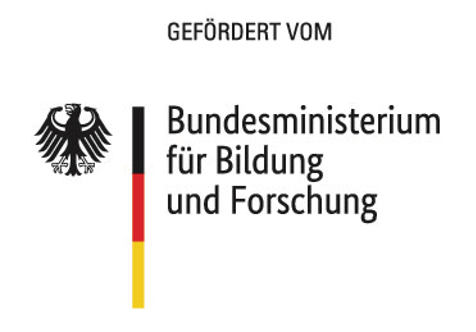 GEFÖRDERT VOM
Bundesministerium
für Bildung
und Forschung